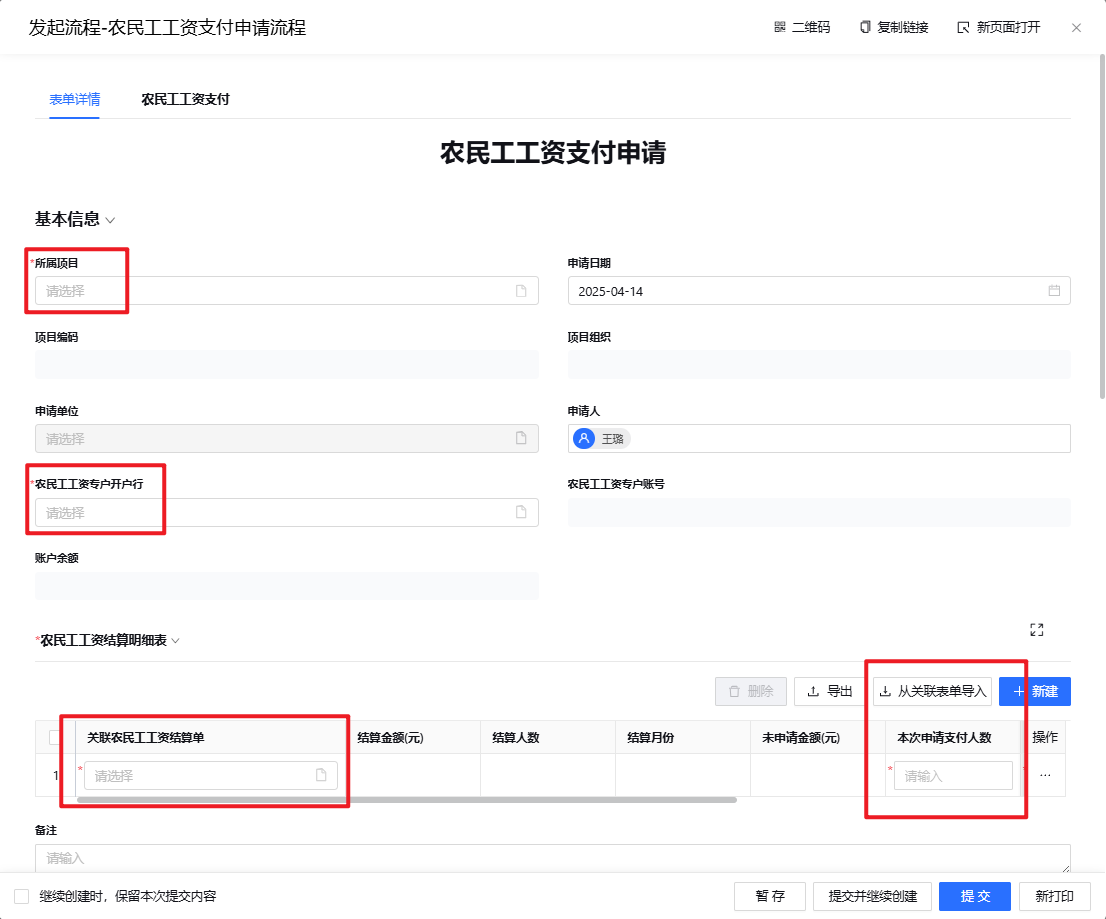 发起流程-农民工工资支付申请流程 二维码 复制链接 新页面打开
表单详情 农民工工资支付
农民工工资支付申请
基本信息
*所属项目 申请日期
请选择 2025-04-14
项目编码 项目组织
申请单位 申请人
请选择 王璐
*农民工工资专户开户行 农民工工资专户账号
请选择
账户余额
*农民工工资结算明细表
删除 导出 从关联表单导入 新建
关联农民工工资结算单 结算金额(元) 结算人数 结算月份 未申请金额(元) 本次申请支付人数 操作
1 * 请选择 * 请输入 * ...
备注
请输入
继续创建时，保留本次提交内容 暂存 提交并继续创建 提交 新打印